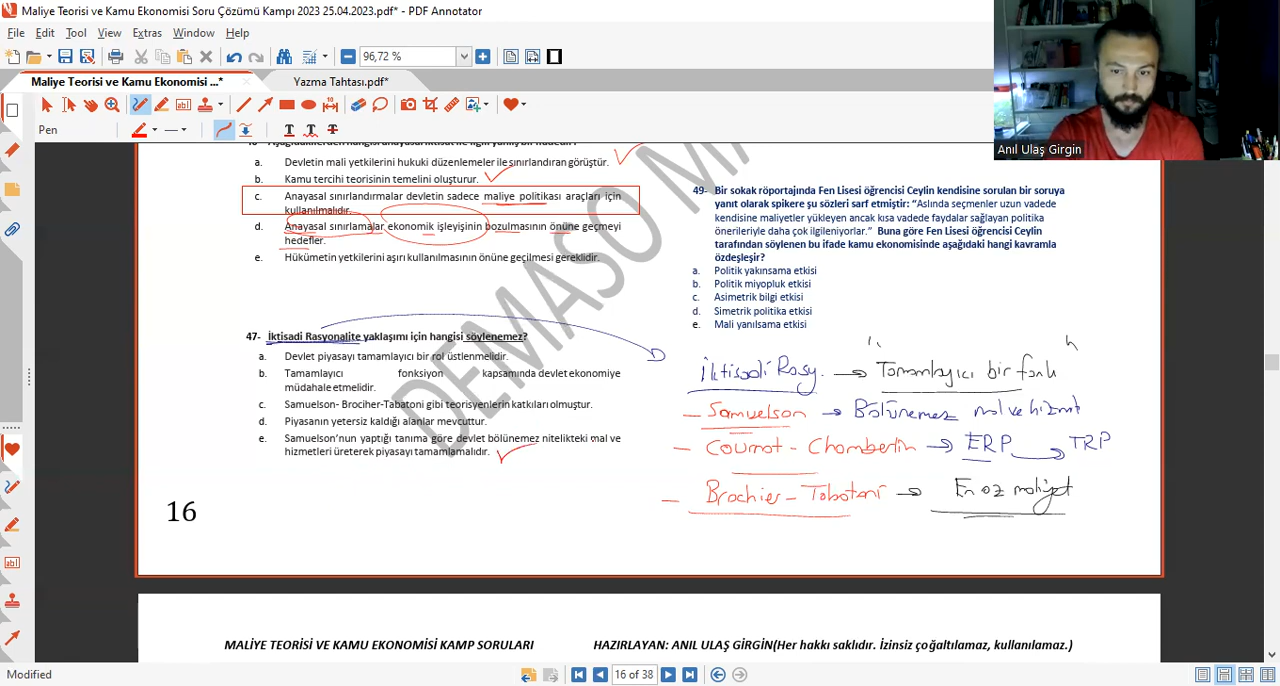 Maliye Teorisi ve Kamu Ekonomisi Soru Çözümü Kampı 2023 25.04.2023.pdf* - PDF Annotator
File Edit Tool View Extras Window Help
96,72 %
Maliye Teorisi ve Kamu Ekonomisi ...*
Yazma Tahtası.pdf*
Pen
Anıl Ulaş Girgin
a. Devletin mali yetkilerini hukuki düzenlemeler ile sınırlandıran görüştür.
b. Kamu tercihi teorisinin temelini oluşturur.
c. Anayasal sınırlandırmalar devletin sadece maliye politikası araçları için
kullanılmalıdır.
d. Anayasal sınırlamalar ekonomik işleyişinin bozulmasının önüne geçmeyi
hedefler.
e. Hükümetin yetkilerini aşırı kullanılmasının önüne geçilmesi gereklidir.
47- İktisadi Rasyonalite yaklaşımı için hangisi söylenemez?
a. Devlet piyasayı tamamlayıcı bir rol üstlenmelidir.
b. Tamamlayıcı fonksiyon kapsamında devlet ekonomiye
müdahale etmelidir.
c. Samuelson- Brociher-Tabatoni gibi teorisyenlerin katkıları olmuştur.
d. Piyasanın yetersiz kaldığı alanlar mevcuttur.
e. Samuelson'nun yaptığı tanıma göre devlet bölünemez nitelikteki mal ve
hizmetleri üreterek piyasayı tamamlamalıdır.
16
49- Bir sokak röportajında Fen Lisesi öğrencisi Ceylin kendisine sorulan bir soruya
yanıt olarak spikere şu sözleri sarf etmiştir: "Aslında seçmenler uzun vadede
kendisine maliyetler yükleyen ancak kısa vadede faydalar sağlayan politika
önerileriyle daha çok ilgileniyorlar." Buna göre Fen Lisesi öğrencisi Ceylin
tarafından söylenen bu ifade kamu ekonomisinde aşağıdaki hangi kavramla
özdeşleşir?
a. Politik yakınsama etkisi
b. Politik miyopluk etkisi
c. Asimetrik bilgi etkisi
d. Simetrik politika etkisi
e. Mali yanılsama etkisi
İktisadi Rasy. → Tamamlayıcı bir fonk
- Samuelson → Bölünemez mal ve hizmt
- Cournot - Chamberlin → ERP → TRP
- Brochier - Tabatoni → En az maliyet
DEMASO MA
MALİYE TEORİSİ VE KAMU EKONOMİSİ KAMP SORULARI
HAZIRLAYAN: ANIL ULAŞ GİRGİN(Her hakkı saklıdır. İzinsiz çoğaltılamaz, kullanılamaz.)
Modified
16 of 38